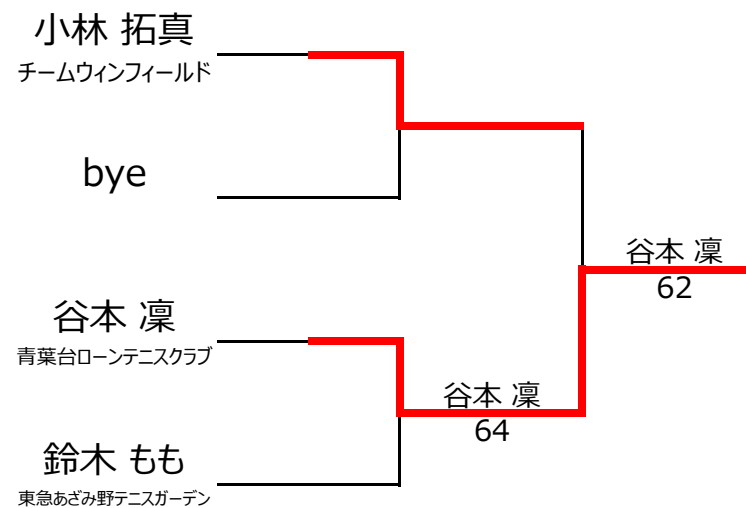 小林 拓真
チームウィンフィールド
bye
谷本 凜
62
谷本 凜
青葉台ローンテニスクラブ
谷本 凜
64
鈴木 もも
東急あざみ野テニスガーデン